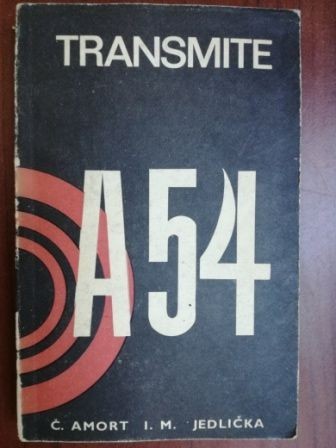 TRANSMITE
A54
Č. AMORT I. M. JEDLIČKA